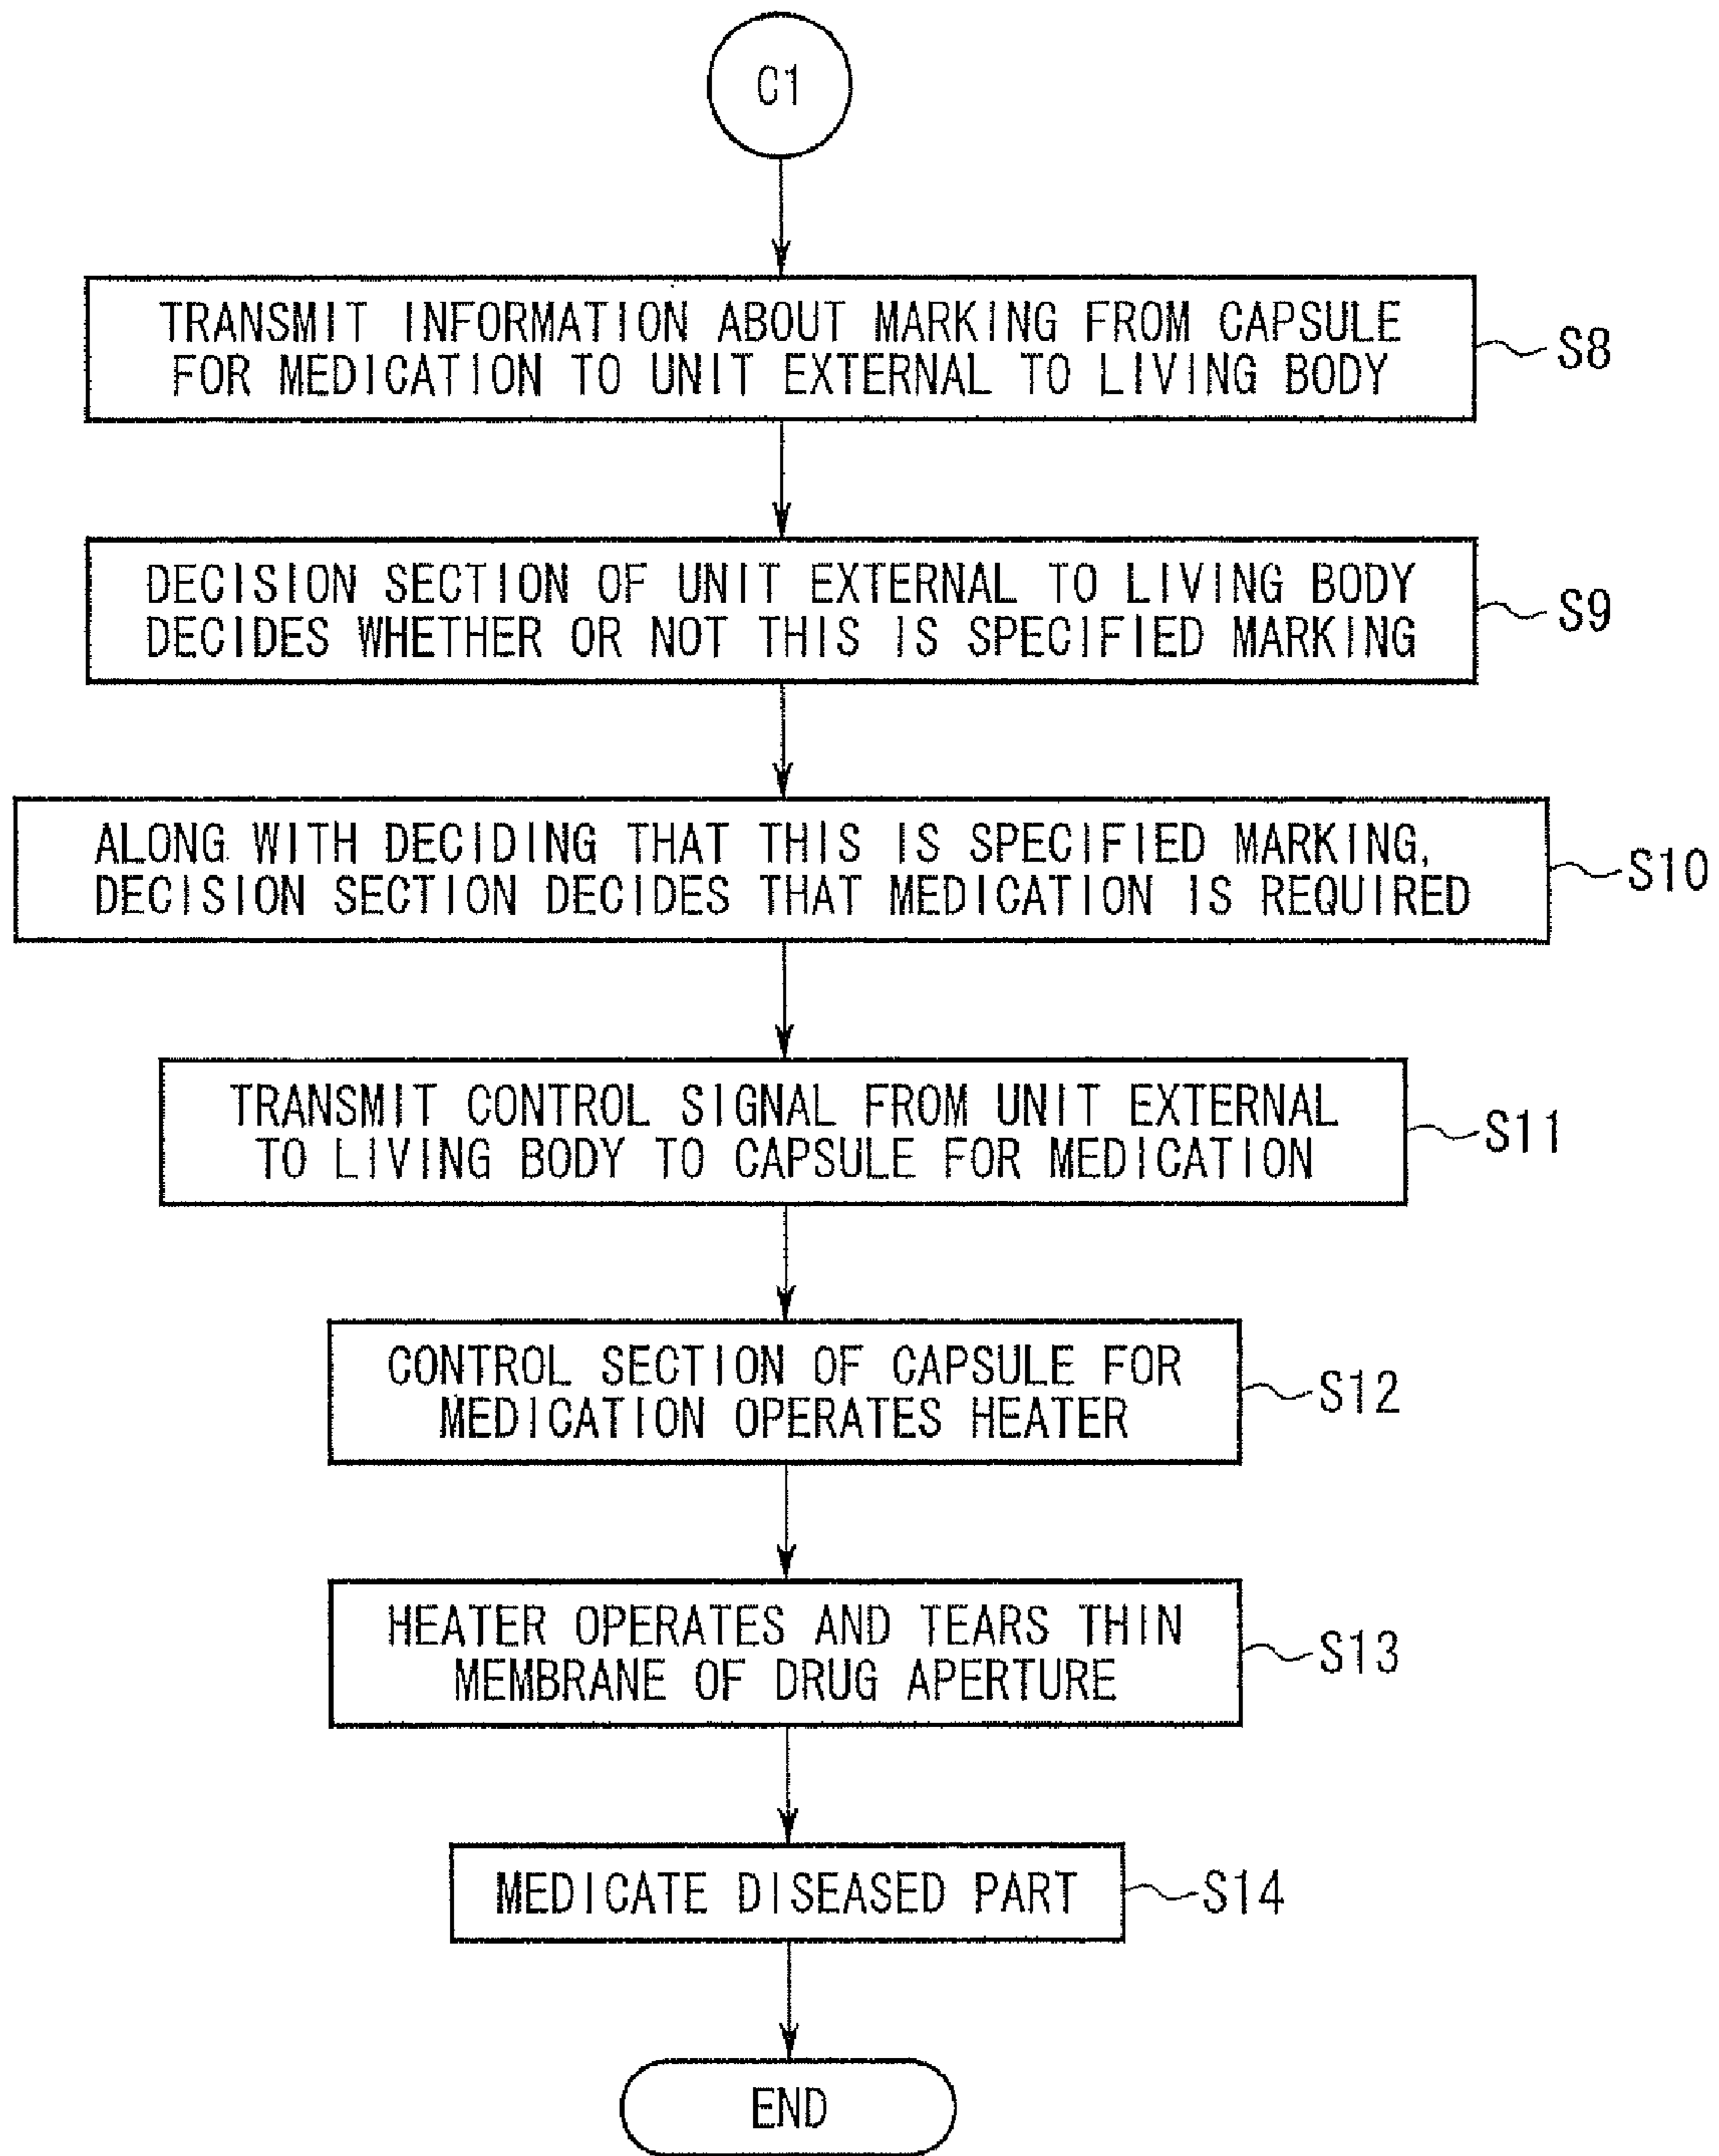 C1
TRANSMIT INFORMATION ABOUT MARKING FROM CAPSULE
FOR MEDICATION TO UNIT EXTERNAL TO LIVING BODY
S8
DECISION SECTION OF UNIT EXTERNAL TO LIVING BODY
DECIDES WHETHER OR NOT THIS IS SPECIFIED MARKING
S9
ALONG WITH DECIDING THAT THIS IS SPECIFIED MARKING,
DECISION SECTION DECIDES THAT MEDICATION IS REQUIRED
S10
TRANSMIT CONTROL SIGNAL FROM UNIT EXTERNAL
TO LIVING BODY TO CAPSULE FOR MEDICATION
S11
CONTROL SECTION OF CAPSULE FOR
MEDICATION OPERATES HEATER
S12
HEATER OPERATES AND TEARS THIN
MEMBRANE OF DRUG APERTURE
S13
MEDICATE DISEASED PART
S14
END